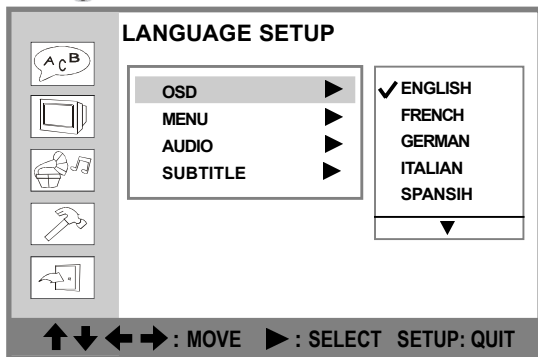 LANGUAGE SETUP
A C B
OSD
MENU
AUDIO
SUBTITLE
ENGLISH
FRENCH
GERMAN
ITALIAN
SPANSIH
: MOVE : SELECT SETUP: QUIT